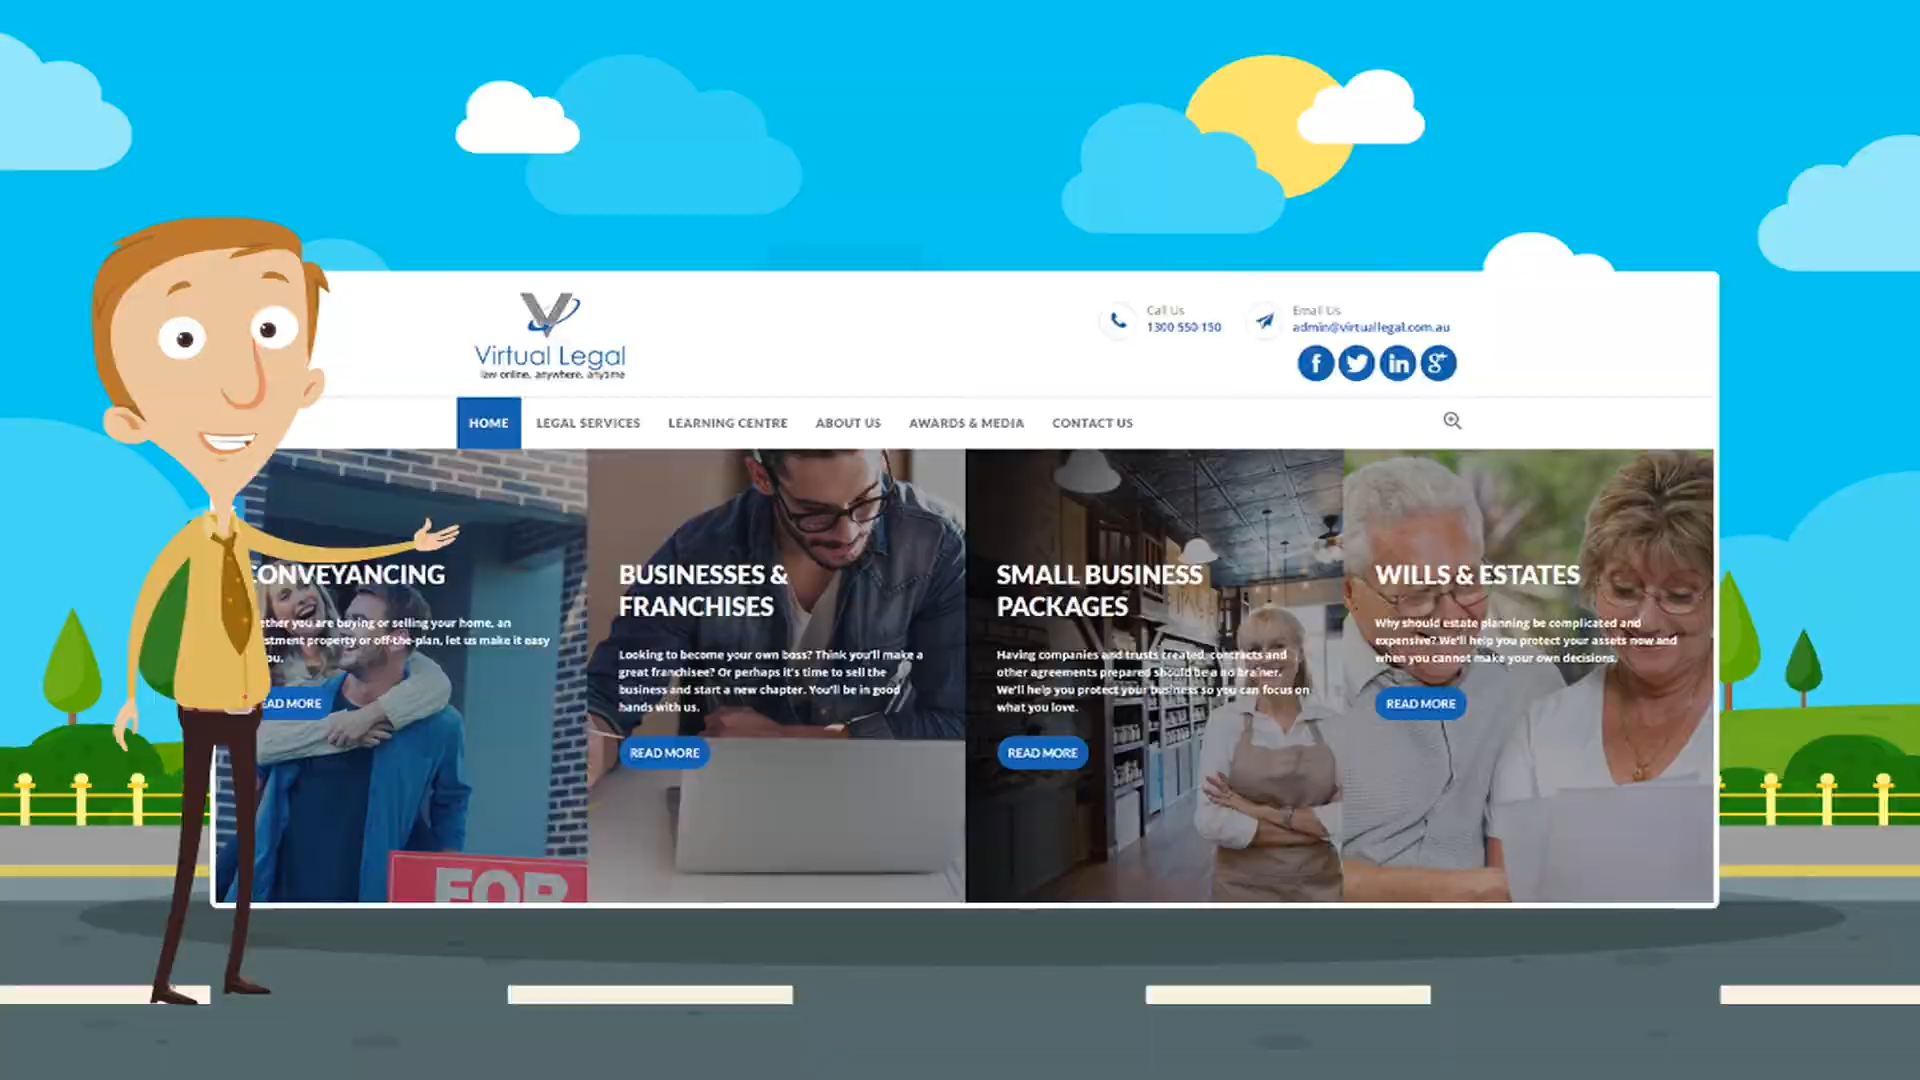 Virtual Legal
law online, anywhere, anytime
Call Us
1300 550 150
Email Us
admin@virtuallegal.com.au
f
in
g+
HOME
LEGAL SERVICES
LEARNING CENTRE
ABOUT US
AWARDS & MEDIA
CONTACT US
CONVEYANCING
ether you are buying or selling your home, an
stment property or off-the-plan, let us make it easy
ou.
EAD MORE
FOR
BUSINESSES &
FRANCHISES
Looking to become your own boss? Think you'll make a
great franchisee? Or perhaps it's time to sell the
business and start a new chapter. You'll be in good
hands with us.
READ MORE
SMALL BUSINESS
PACKAGES
Having companies and trusts created, contracts and
other agreements prepared should be a no brainer.
We'll help you protect your business so you can focus on
what you love.
READ MORE
WILLS & ESTATES
Why should estate planning be complicated and
expensive? We'll help you protect your assets now and
when you cannot make your own decisions.
READ MORE